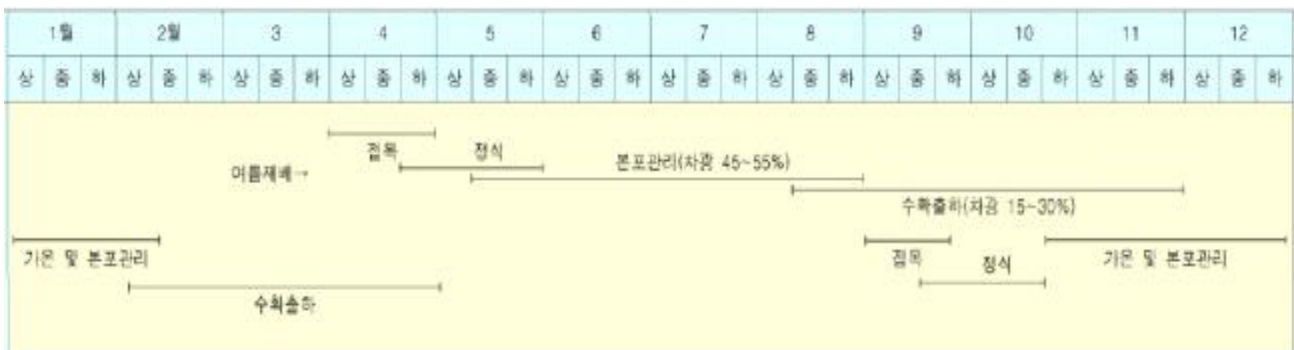 1월 2월 3 4 5 6 7 8 9 10 11 12
상 중 하 상 중 하 상 중 하 상 중 하 상 중 하 상 중 하 상 중 하 상 중 하 상 중 하 상 중 하 상 중 하 상 중 하
접목 정식 본포관리(차광 45~55%)
여름재배→
수확출하(차광 15~30%)
가온 및 본포관리 접목 정식 가온 및 본포관리
수확출하